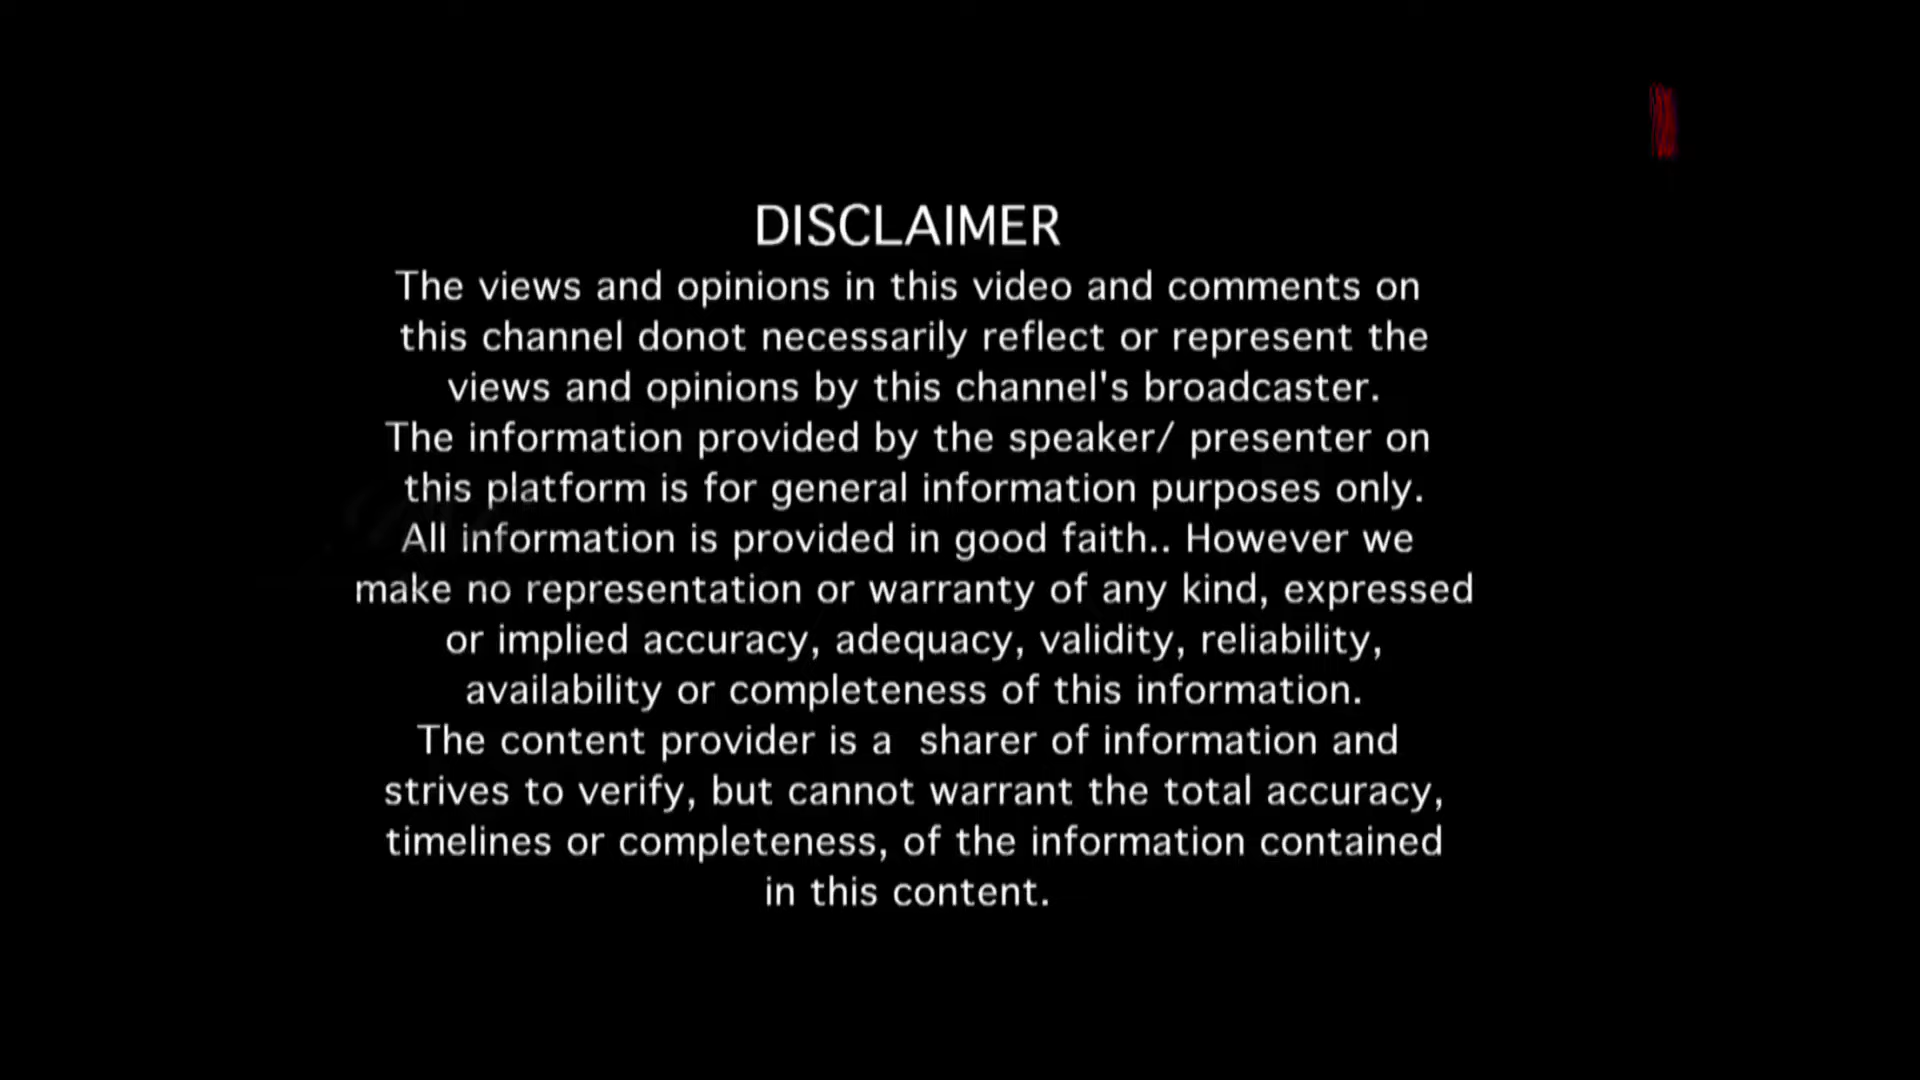 DISCLAIMER
The views and opinions in this video and comments on
this channel donot necessarily reflect or represent the
views and opinions by this channel's broadcaster.
The information provided by the speaker/ presenter on
this platform is for general information purposes only.
All information is provided in good faith.. However we
make no representation or warranty of any kind, expressed
or implied accuracy, adequacy, validity, reliability,
availability or completeness of this information.
The content provider is a  sharer of information and
strives to verify, but cannot warrant the total accuracy,
timelines or completeness, of the information contained
in this content.